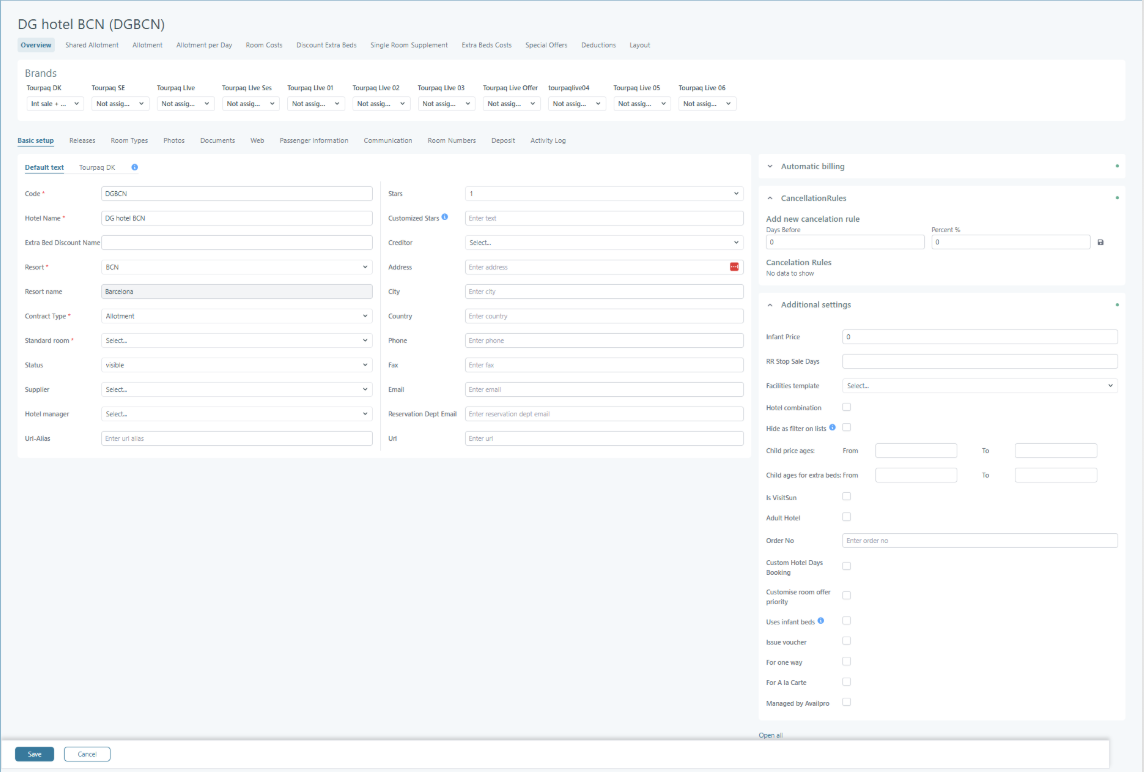 DG hotel BCN (DGBCN)
Overview Shared Allotment Allotment Allotment per Day Room Costs Discount Extra Beds Single Room Supplement Extra Beds Costs Special Offers Deductions Layout
Brands
Tourpaq DK Tourpaq SE Tourpaq Live Tourpaq Live Ses Tourpaq Live 01 Tourpaq Live 02 Tourpaq Live 03 Tourpaq Live Offer tourpaqlive04 Tourpaq Live 05 Tourpaq Live 06
Int sale + ... Not assig... Not assig... Not assig... Not assig... Not assig... Not assig... Not assig... Not assig... Not assig... Not assig...
Basic setup Releases Room Types Photos Documents Web Passenger Information Communication Room Numbers Deposit Activity Log
Default text Tourpaq DK
Code * DGBCN
Hotel Name * DG hotel BCN
Extra Bed Discount Name
Resort * BCN
Resort name Barcelona
Contract Type * Allotment
Standard room * Select...
Status visible
Supplier Select...
Hotel manager Select...
Url-Alias Enter url alias
Stars 1
Customized Stars Enter text
Creditor Select...
Address Enter address
City Enter city
Country Enter country
Phone Enter phone
Fax Enter fax
Email Enter email
Reservation Dept Email Enter reservation dept email
Url Enter url
Automatic billing
CancellationRules
Add new cancelation rule
Days Before Percent %
0 0
Cancelation Rules
No data to show
Additional settings
Infant Price 0
RR Stop Sale Days
Facilities template Select...
Hotel combination
Hide as filter on lists
Child price ages: From To
Child ages for extra beds: From To
Is VisitSun
Adult Hotel
Order No Enter order no
Custom Hotel Days
Booking
Customise room offer
priority
Uses infant beds
Issue voucher
For one way
For A la Carte
Managed by Availpro
Open all
Save Cancel